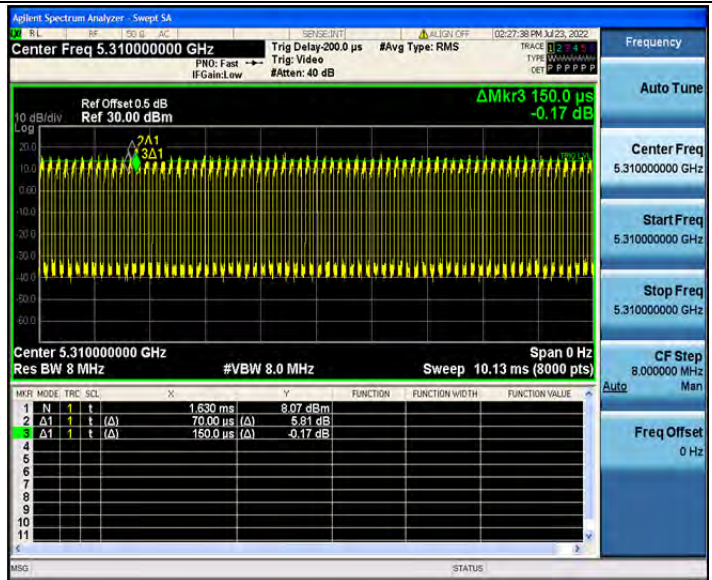 Agilent Spectrum Analyzer - Swept SA
RL RF 50 Ω AC SENSE:INT ALIGN OFF 02:27:38 PM Jul 23, 2022
Center Freq 5.310000000 GHz
PNO: Fast
IFGain:Low
Trig Delay-200.0 µs
Trig: Video
#Atten: 40 dB
#Avg Type: RMS
TRACE 1 2 3 4 5 6
TYPE
DET P P P P P P
ΔMkr3 150.0 µs
-0.17 dB
Ref Offset 0.5 dB
10 dB/div Ref 30.00 dBm
Log
2Δ1
3Δ1
20.0
10.0
0.00
-10.0
-20.0
-30.0
-40.0
-60.0
Center 5.310000000 GHz Span 0 Hz
Res BW 8 MHz #VBW 8.0 MHz Sweep 10.13 ms (8000 pts)
MKR MODE TRC SCL X Y FUNCTION FUNCTION WIDTH FUNCTION VALUE
1 N 1 t 1.630 ms 8.07 dBm
2 Δ1 1 t (Δ) 70.00 µs (Δ) 5.81 dB
3 Δ1 1 t (Δ) 150.0 µs (Δ) -0.17 dB
4
5
6
7
8
9
10
11
MSG STATUS
Frequency
Auto Tune
Center Freq
5.310000000 GHz
Start Freq
5.310000000 GHz
Stop Freq
5.310000000 GHz
CF Step
8.000000 MHz
Auto Man
Freq Offset
0 Hz